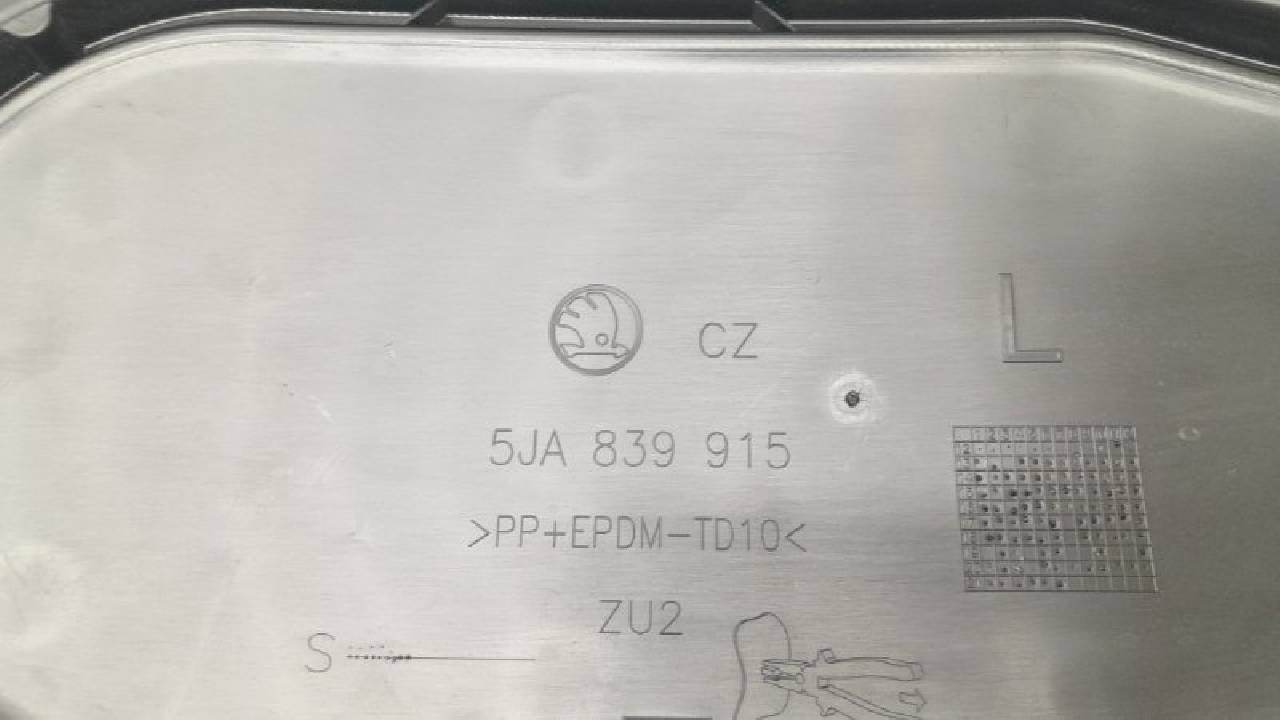 CZ
L
5JA 839 915
>PP+EPDM-TD10<
ZU2
S